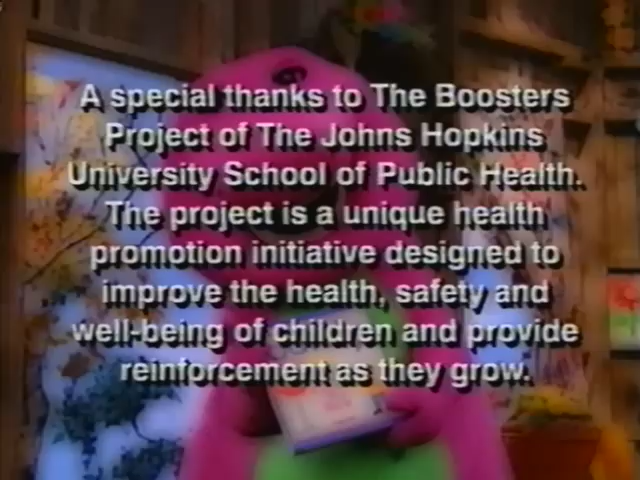 A special thanks to The Boosters
Project of The Johns Hopkins
University School of Public Health.
The project is a unique health
promotion initiative designed to
improve the health, safety and
well-being of children and provide
reinforcement as they grow.